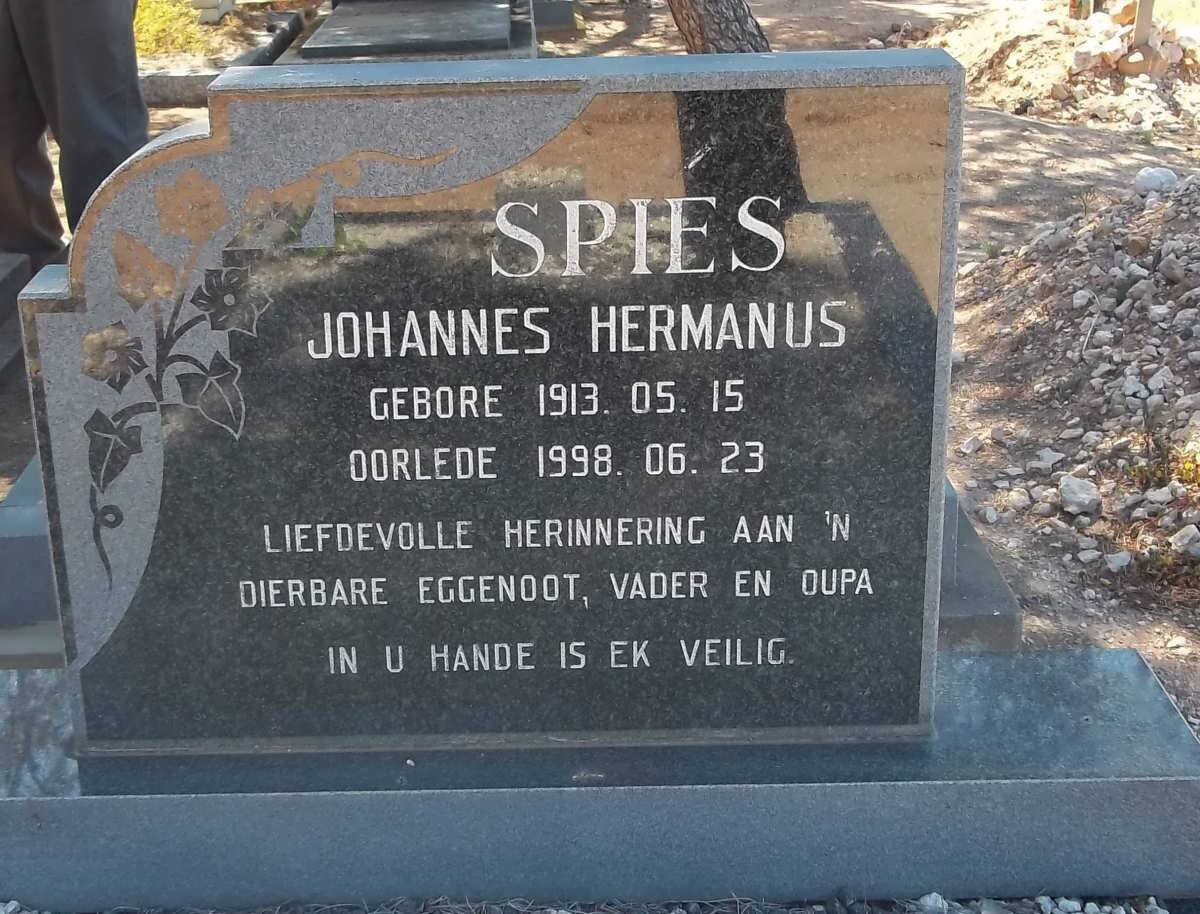 SPIES
JOHANNES HERMANUS
GEBORE 1913. 05. 15
OORLEDE 1998. 06. 23
LIEFDEVOLLE HERINNERING AAN 'N
DIERBARE EGGENOOT, VADER EN OUPA
IN U HANDE IS EK VEILIG.